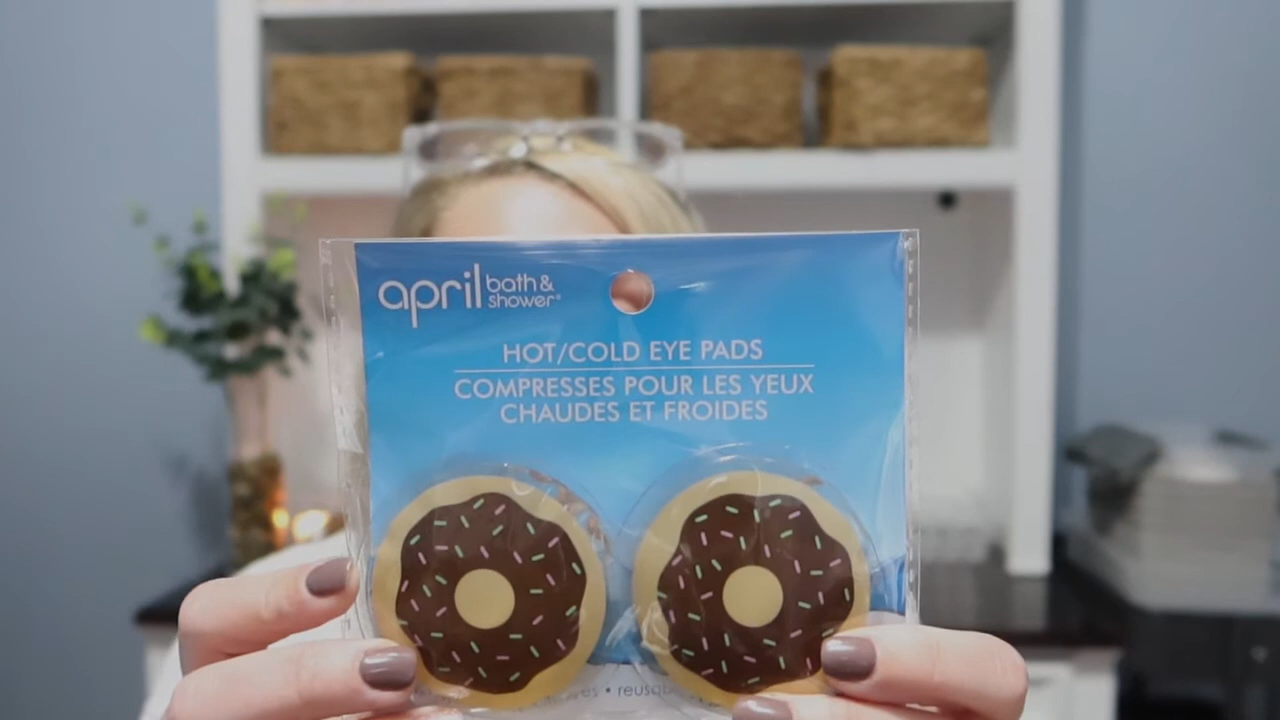 april bath & shower®
HOT/COLD EYE PADS
COMPRESSES POUR LES YEUX
CHAUDES ET FROIDES